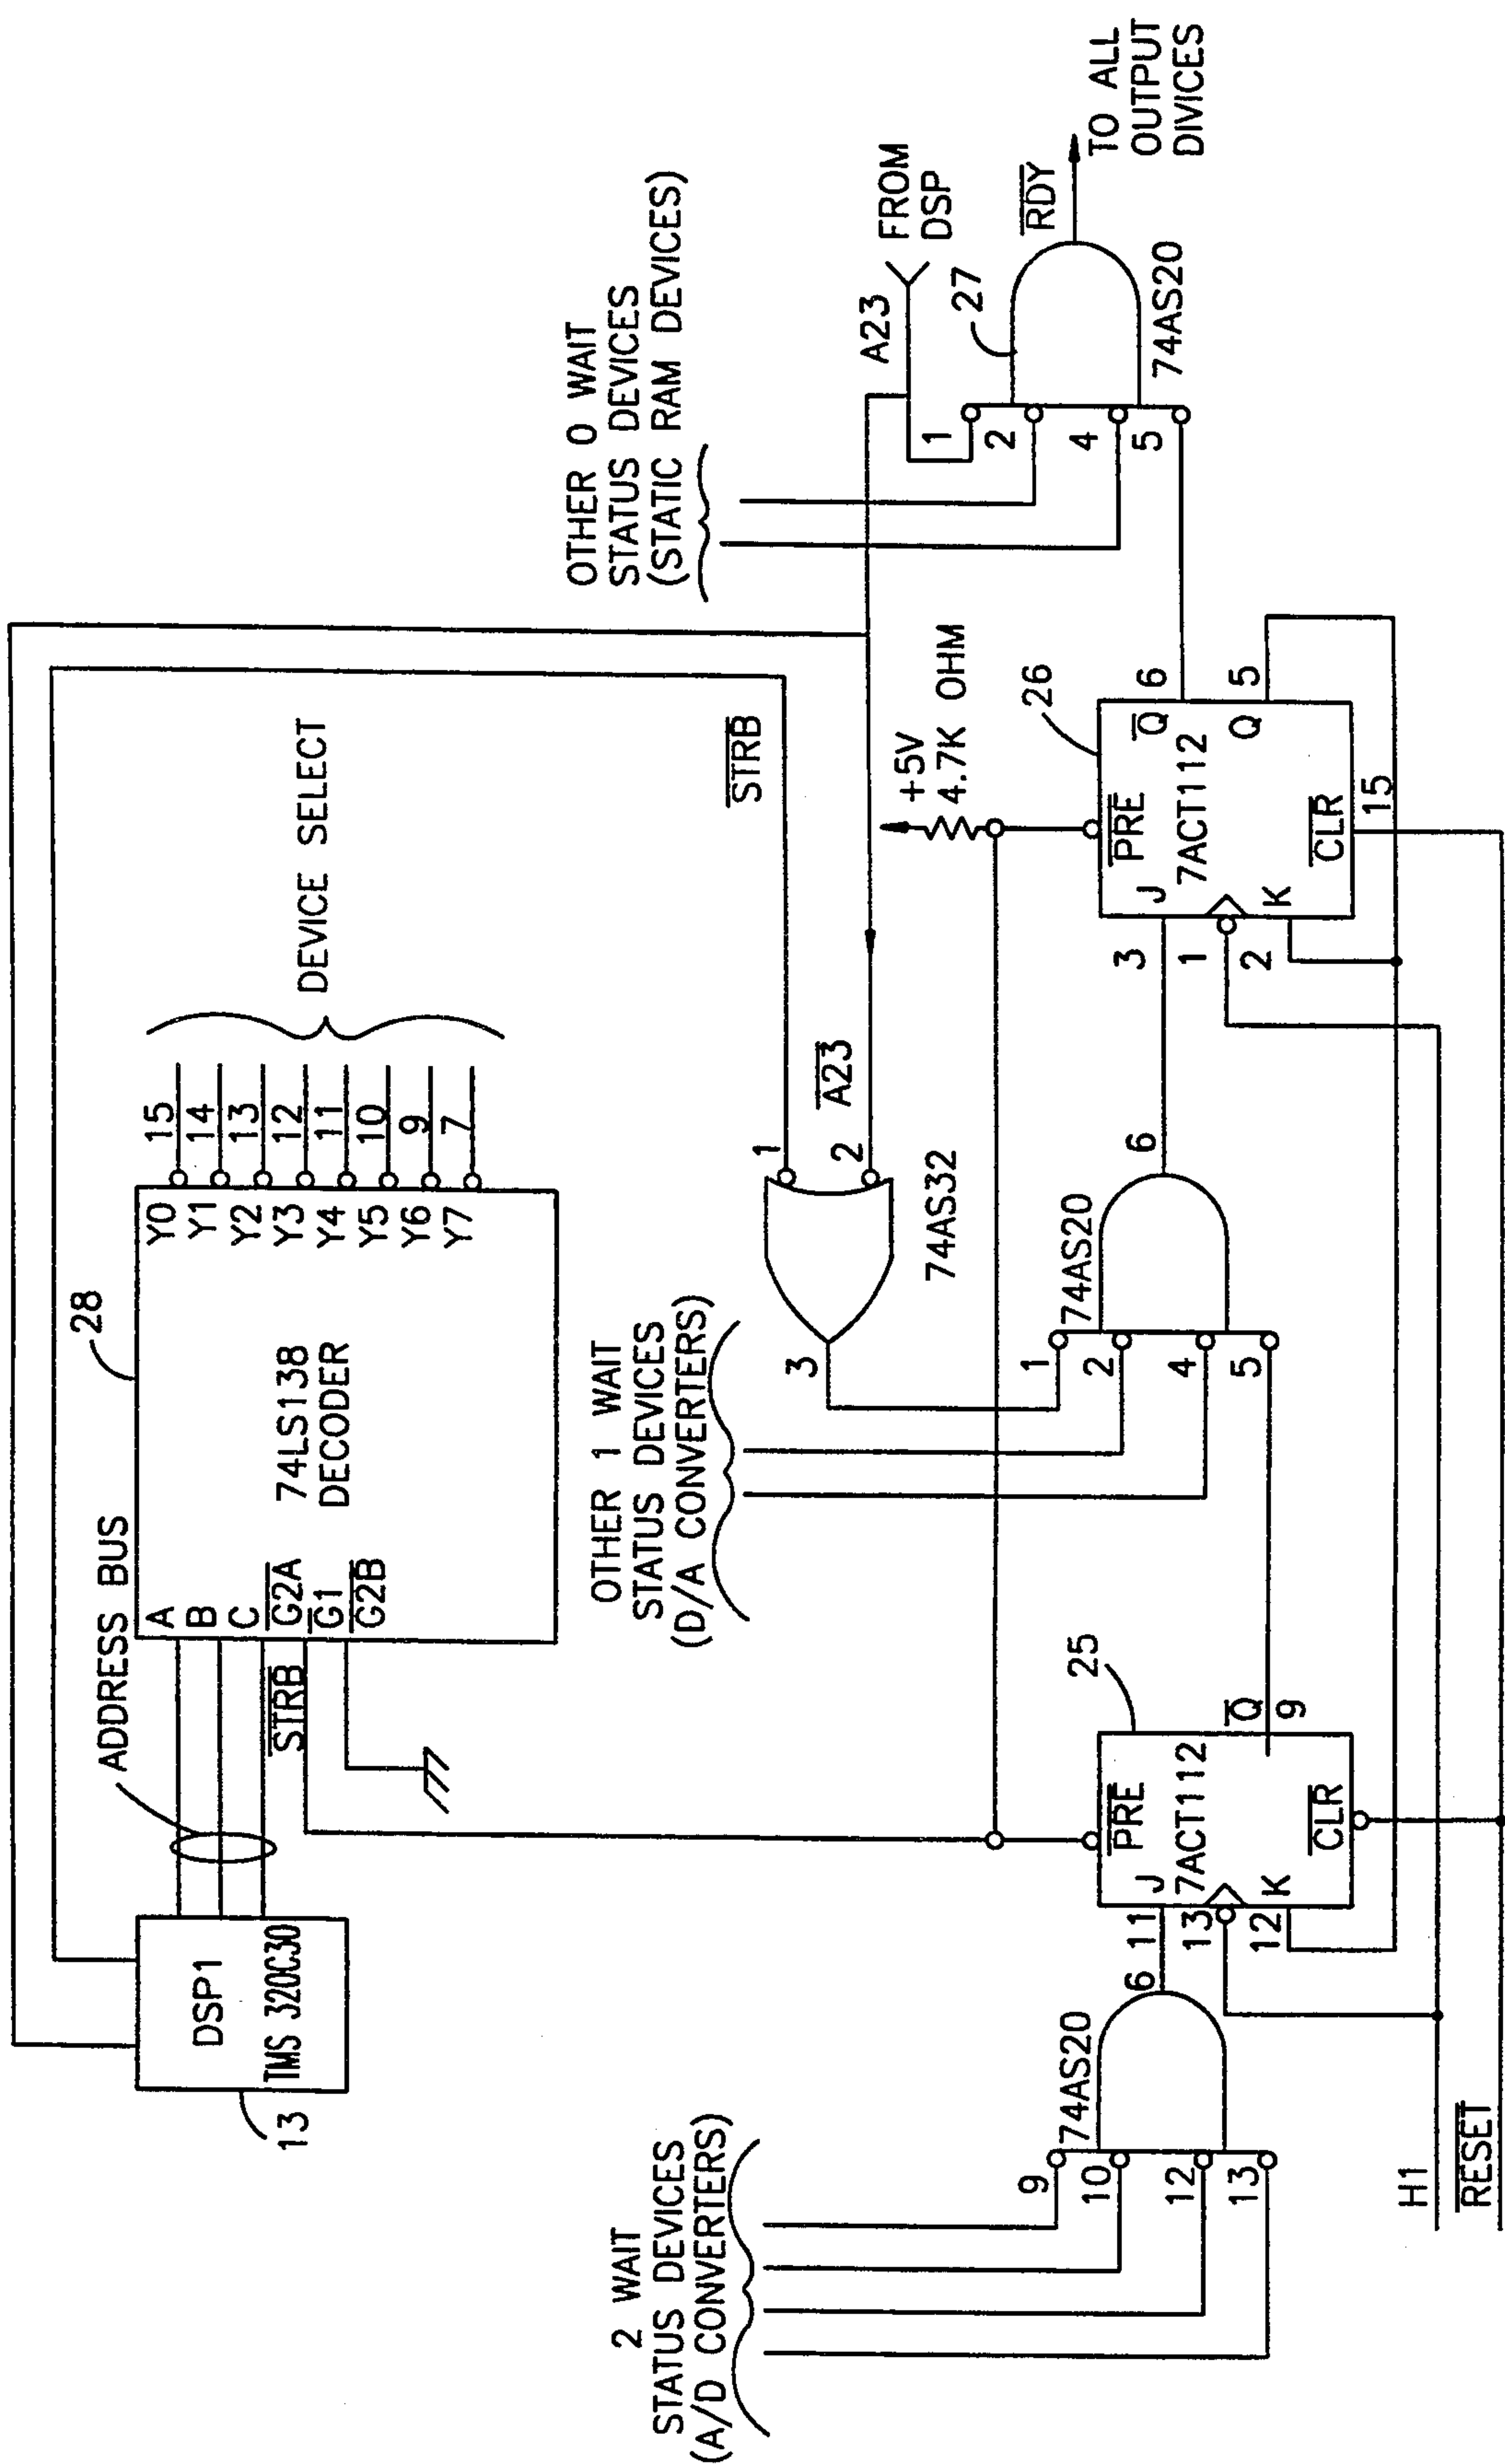 13
DSP1
TMS 320C30
ADDRESS BUS
STRB
28
A
B
C
G2A
G1
G2B
74LS138
DECODER
Y0
Y1
Y2
Y3
Y4
Y5
Y6
Y7
15
14
13
12
11
10
9
7
DEVICE SELECT
2 WAIT
STATUS DEVICES
(A/D CONVERTERS)
9
10
12
13
74AS20
6
11
13
12
25
J
PRE
7ACT112
K
CLR
Q
9
OTHER 1 WAIT
STATUS DEVICES
(D/A CONVERTERS)
1
2
4
5
74AS20
6
3
74AS32
1
2
STRB
A23
+5V
4.7K OHM
3
1
2
26
J
PRE
7ACT112
K
CLR
15
Q
6
Q
5
OTHER 0 WAIT
STATUS DEVICES
(STATIC RAM DEVICES)
A23
FROM
DSP
1
2
4
5
27
74AS20
RDY
TO ALL
OUTPUT
DIVICES
H1
RESET